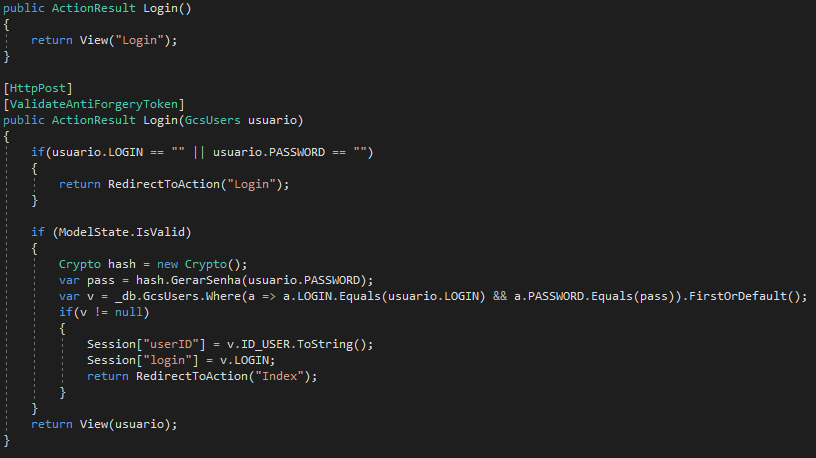 public ActionResult Login()
{
return View("Login");
}
[HttpPost]
[ValidateAntiForgeryToken]
public ActionResult Login(GcsUsers usuario)
{
if(usuario.LOGIN == "" || usuario.PASSWORD == "")
{
return RedirectToAction("Login");
}
if (ModelState.IsValid)
{
Crypto hash = new Crypto();
var pass = hash.GerarSenha(usuario.PASSWORD);
var v = _db.GcsUsers.Where(a => a.LOGIN.Equals(usuario.LOGIN) && a.PASSWORD.Equals(pass)).FirstOrDefault();
if(v != null)
{
Session["userID"] = v.ID_USER.ToString();
Session["login"] = v.LOGIN;
return RedirectToAction("Index");
}
}
return View(usuario);
}